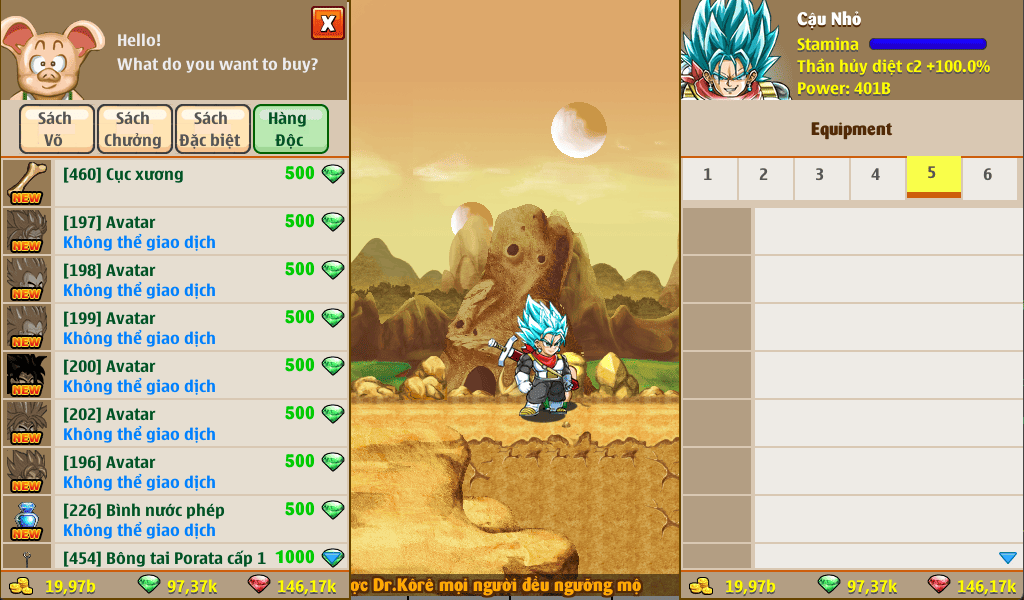 Hello!
What do you want to buy?
X
Sách Võ
Sách Chưởng
Sách Đặc biệt
Hàng Độc
[460] Cục xương 500
NEW
[197] Avatar 500
Không thể giao dịch
NEW
[198] Avatar 500
Không thể giao dịch
NEW
[199] Avatar 500
Không thể giao dịch
NEW
[200] Avatar 500
Không thể giao dịch
NEW
[202] Avatar 500
Không thể giao dịch
NEW
[196] Avatar 500
Không thể giao dịch
NEW
[226] Bình nước phép 500
Không thể giao dịch
NEW
[454] Bông tai Porata cấp 1 1000
19,97b 97,37k 146,17k
ợc Dr.Kôrê mọi người đều ngưỡng mộ
Cậu Nhỏ
Stamina
Thần hủy diệt c2 +100.0%
Power: 401B
Equipment
1 2 3 4 5 6
19,97b 97,37k 146,17k